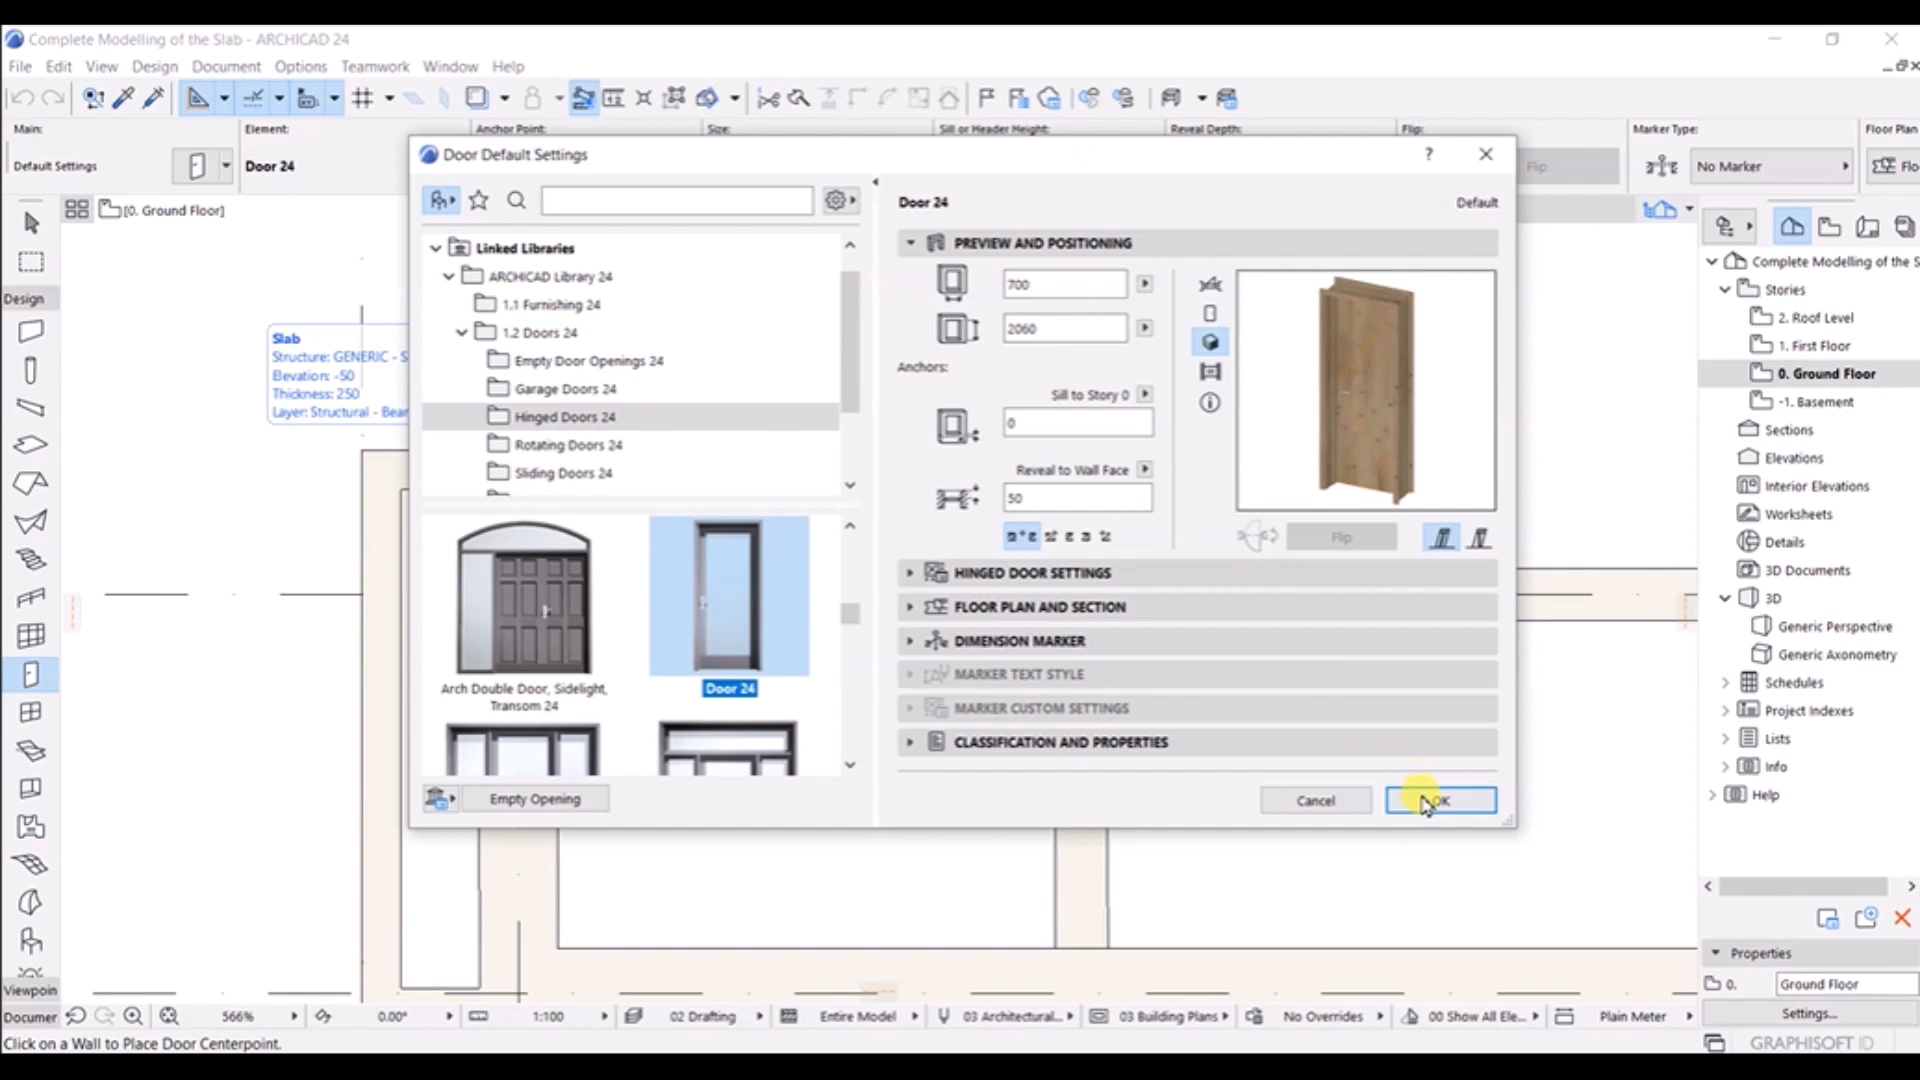 Complete Modelling of the Slab - ARCHICAD 24
File Edit View Design Document Options Teamwork Window Help
Main: Element: Anchor Point: Size: Sill or Header Height: Reveal Depth: Flip: Marker Type: Floor Plan
Default Settings Door 24 Flip No Marker Flo
[0. Ground Floor]
Design
Slab
Structure: GENERIC - S
Elevation: -50
Thickness: 250
Layer: Structural - Bear
Door Default Settings
?
Linked Libraries
ARCHICAD Library 24
1.1 Furnishing 24
1.2 Doors 24
Empty Door Openings 24
Garage Doors 24
Hinged Doors 24
Rotating Doors 24
Sliding Doors 24
Arch Double Door, Sidelight,
Transom 24
Door 24
Empty Opening
Door 24 Default
PREVIEW AND POSITIONING
700
2060
Anchors:
Sill to Story 0
0
Reveal to Wall Face
50
Flip
HINGED DOOR SETTINGS
FLOOR PLAN AND SECTION
DIMENSION MARKER
MARKER TEXT STYLE
MARKER CUSTOM SETTINGS
CLASSIFICATION AND PROPERTIES
Cancel OK
Complete Modelling of the S
Stories
2. Roof Level
1. First Floor
0. Ground Floor
-1. Basement
Sections
Elevations
Interior Elevations
Worksheets
Details
3D Documents
3D
Generic Perspective
Generic Axonometry
Schedules
Project Indexes
Lists
Info
Help
Properties
0. Ground Floor
Settings...
GRAPHISOFT ID
Viewpoin
Documer 566% 0.00° 1:100 02 Drafting Entire Model 03 Architectural... 03 Building Plans No Overrides 00 Show All Ele... Plain Meter
Click on a Wall to Place Door Centerpoint.